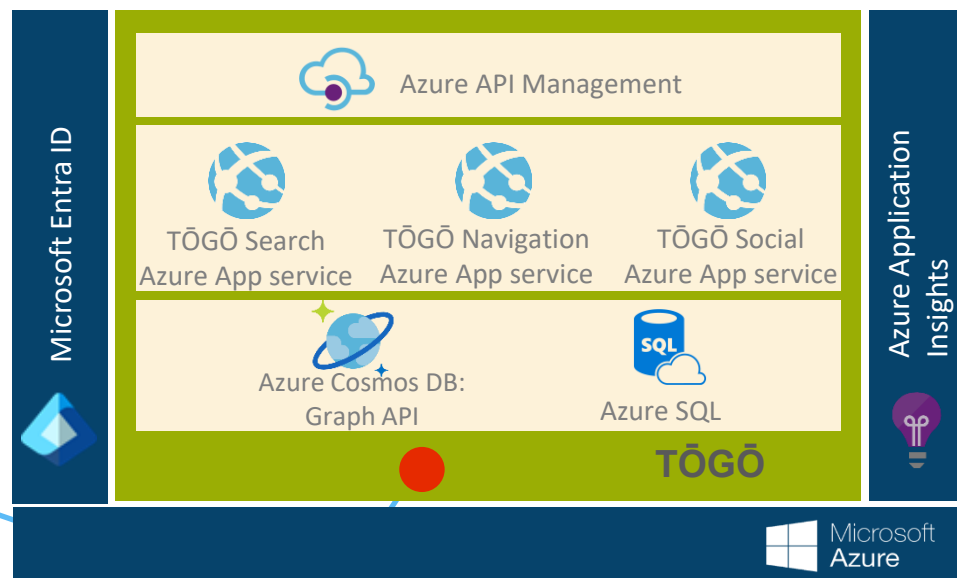 Microsoft Entra ID
Azure API Management
TŌGŌ Search
Azure App service
TŌGŌ Navigation
Azure App service
TŌGŌ Social
Azure App service
Azure Cosmos DB:
Graph API
SQL
Azure SQL
TŌGŌ
Azure Application
Insights
Microsoft
Azure